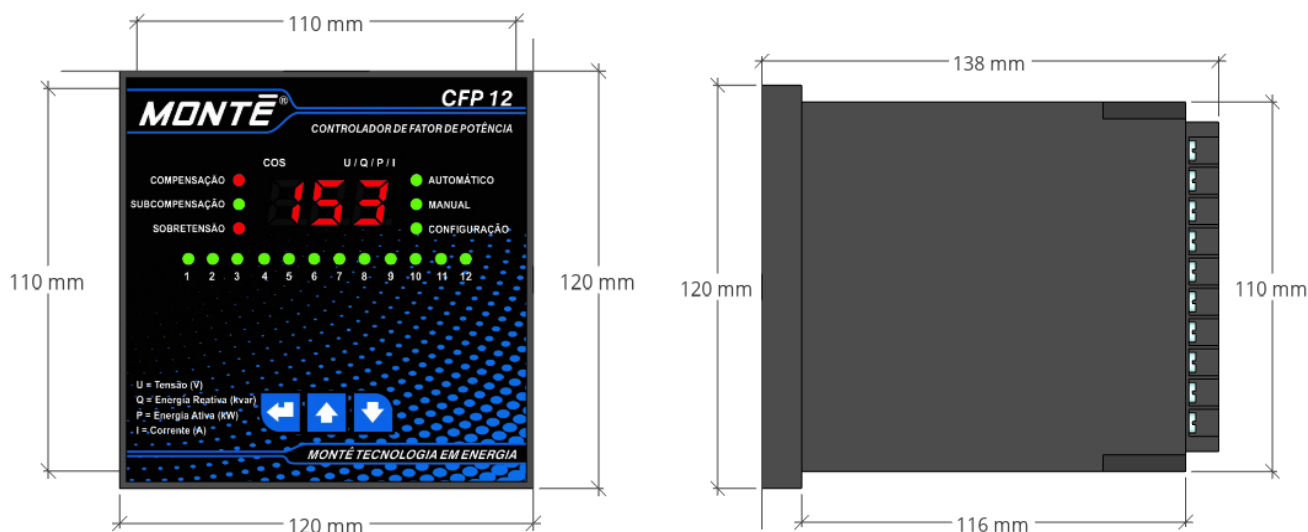 110 mm
138 mm
MONTĒ®
CFP 12
CONTROLADOR DE FATOR DE POTÊNCIA
COS U / Q / P / I
COMPENSAÇÃO
SUBCOMPENSAÇÃO
SOBRETENSÃO
153
AUTOMÁTICO
MANUAL
CONFIGURAÇÃO
1 2 3 4 5 6 7 8 9 10 11 12
110 mm
120 mm
120 mm
110 mm
U = Tensão (V)
Q = Energia Reativa (kvar)
P = Energia Ativa (kW)
I = Corrente (A)
MONTĒ TECNOLOGIA EM ENERGIA
120 mm
116 mm